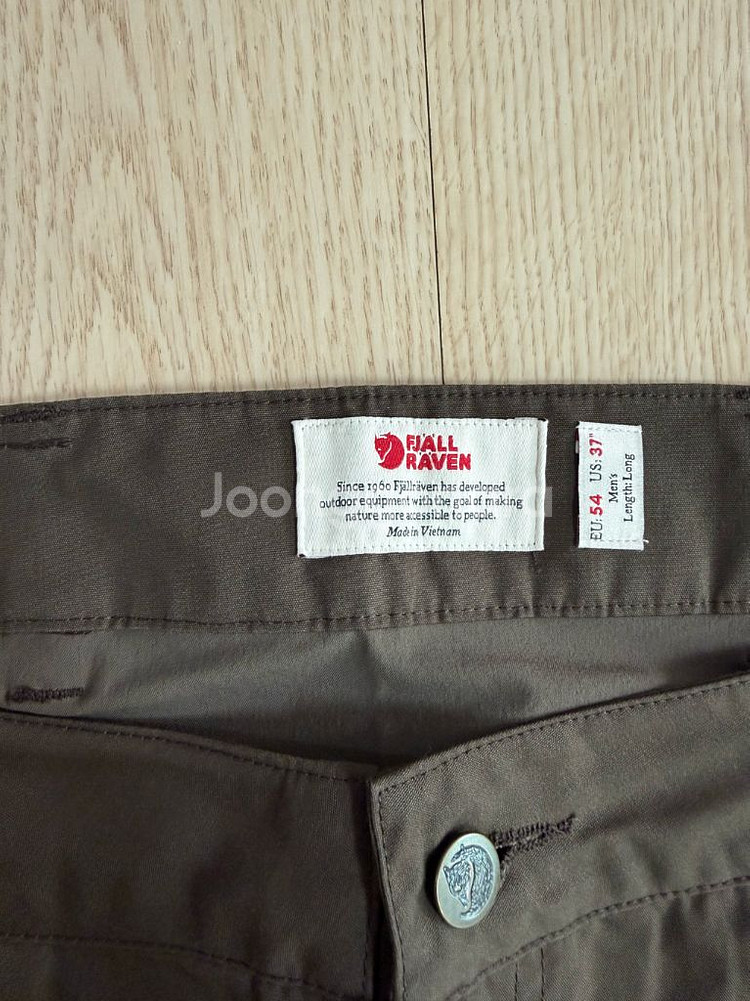 FJÄLL
RÄVEN
Since 1960 Fjällräven has developed
outdoor equipment with the goal of making
nature more accessible to people.
Made in Vietnam
EU: 54 US: 37"
Men's
Length: Long